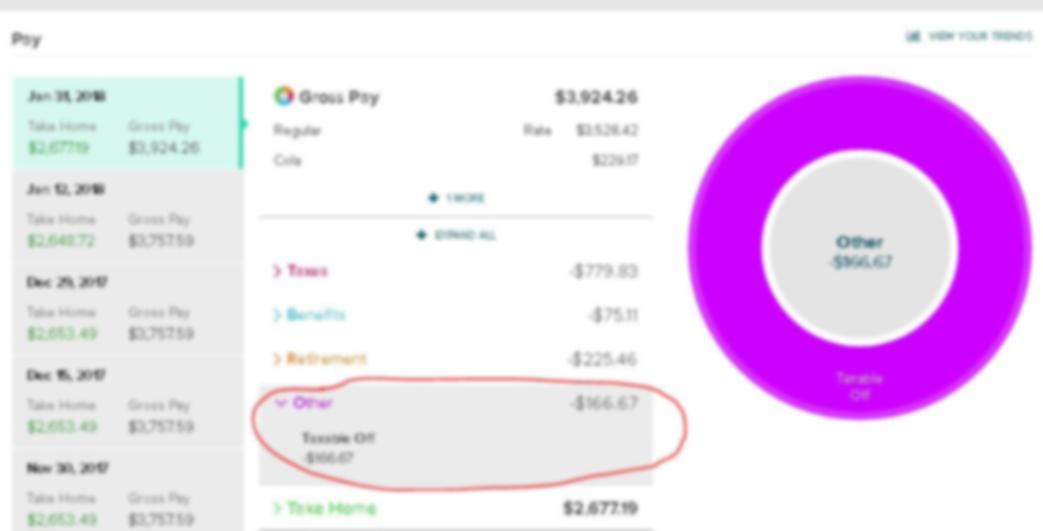 Pay
VIEW YOUR TRENDS
Jan 31, 2018
Take Home Gross Pay
$2,677.19 $3,924.26
Jan 12, 2018
Take Home Gross Pay
$2,648.72 $3,757.59
Dec 29, 2017
Take Home Gross Pay
$2,653.49 $3,757.59
Dec 15, 2017
Take Home Gross Pay
$2,653.49 $3,757.59
Nov 30, 2017
Take Home Gross Pay
$2,653.49 $3,757.59
Gross Pay $3,924.26
Regular Rate $3,528.42
Cola $229.17
1 MORE
EXPAND ALL
Taxes -$779.83
Benefits -$75.11
Retirement -$225.46
Other -$166.67
Taxable Off
-$166.67
Take Home $2,677.19
Other
-$166.67
Taxable
Off